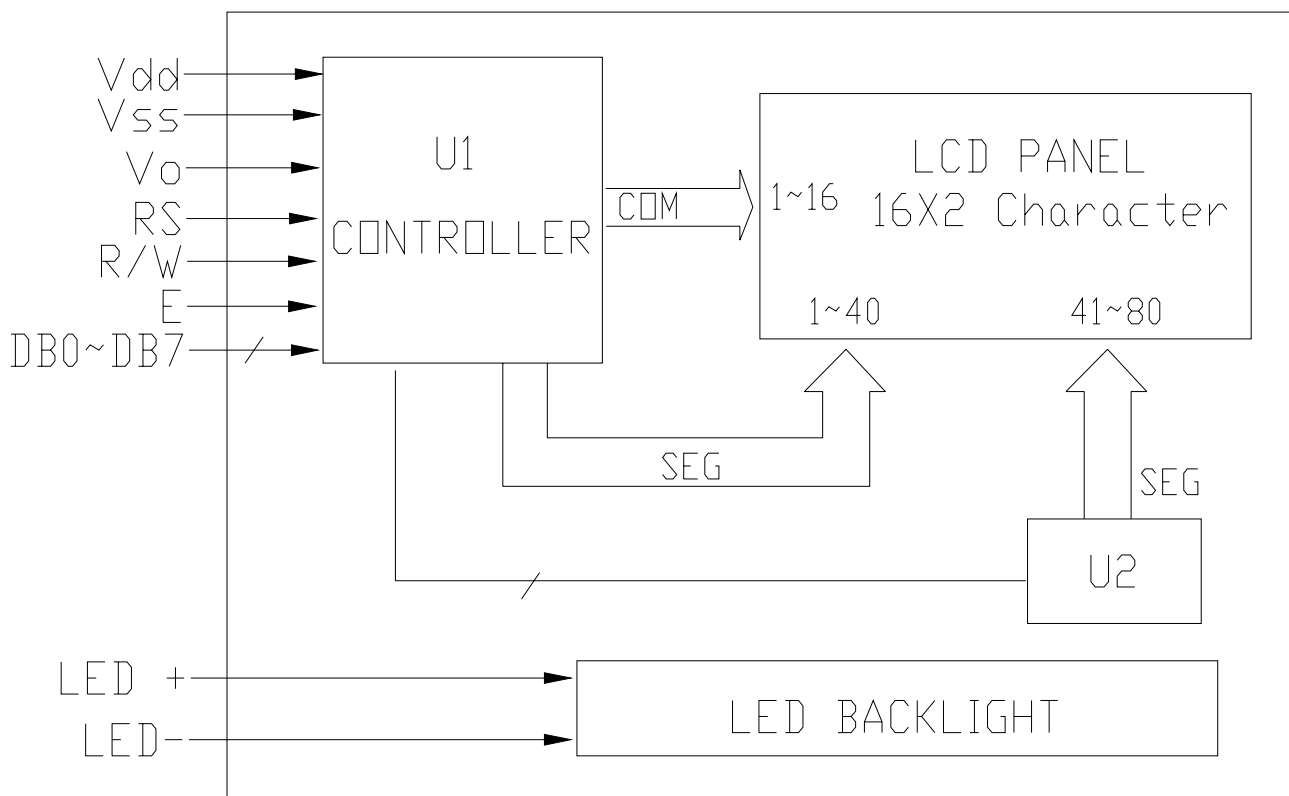 Vdd
Vss
Vo
RS
R/W
E
DB0~DB7
U1
CONTROLLER
COM
1~16
LCD PANEL
16X2 Character
1~40
41~80
SEG
SEG
U2
LED +
LED-
LED BACKLIGHT